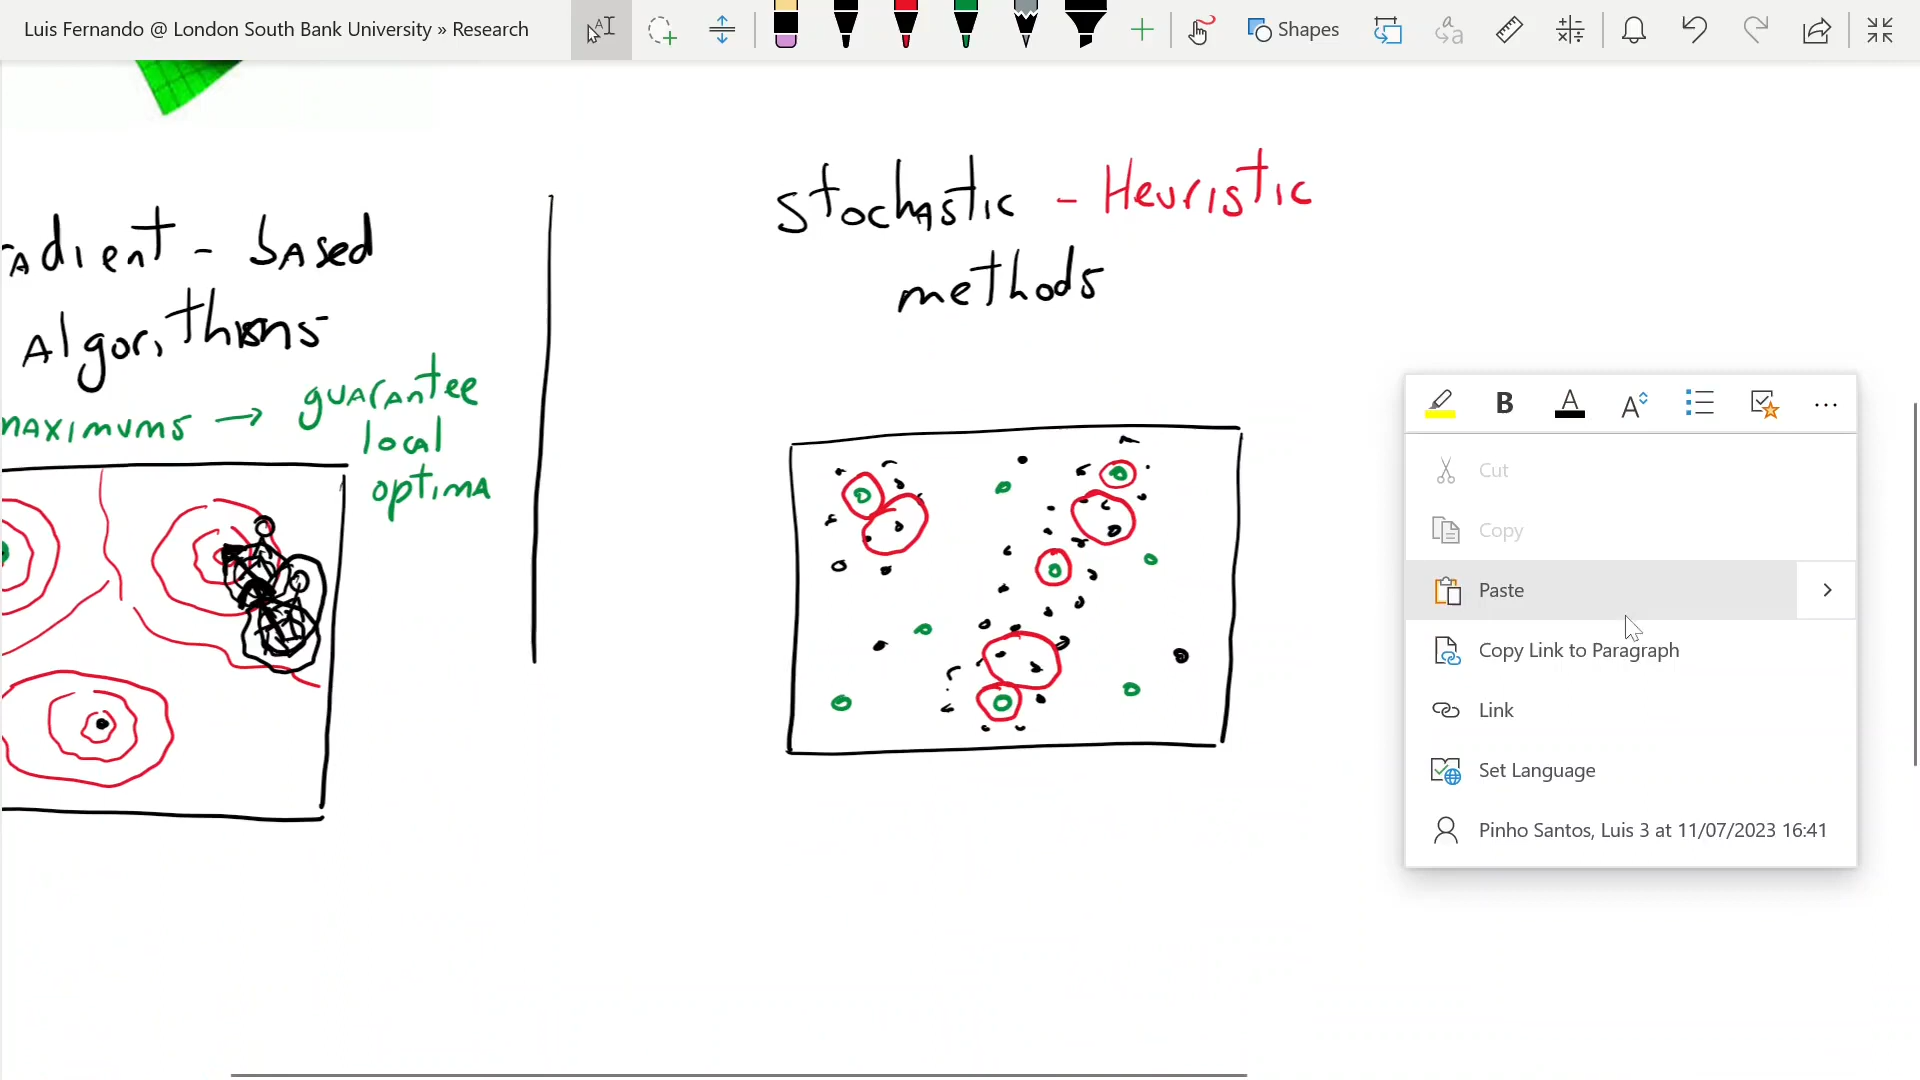 Luis Fernando @ London South Bank University » Research
Shapes
stochastic - Heuristic
methods
radient - bAsed
Algorithms
maximums → guarantee
local
optima
Cut
Copy
Paste
Copy Link to Paragraph
Link
Set Language
Pinho Santos, Luis 3 at 11/07/2023 16:41